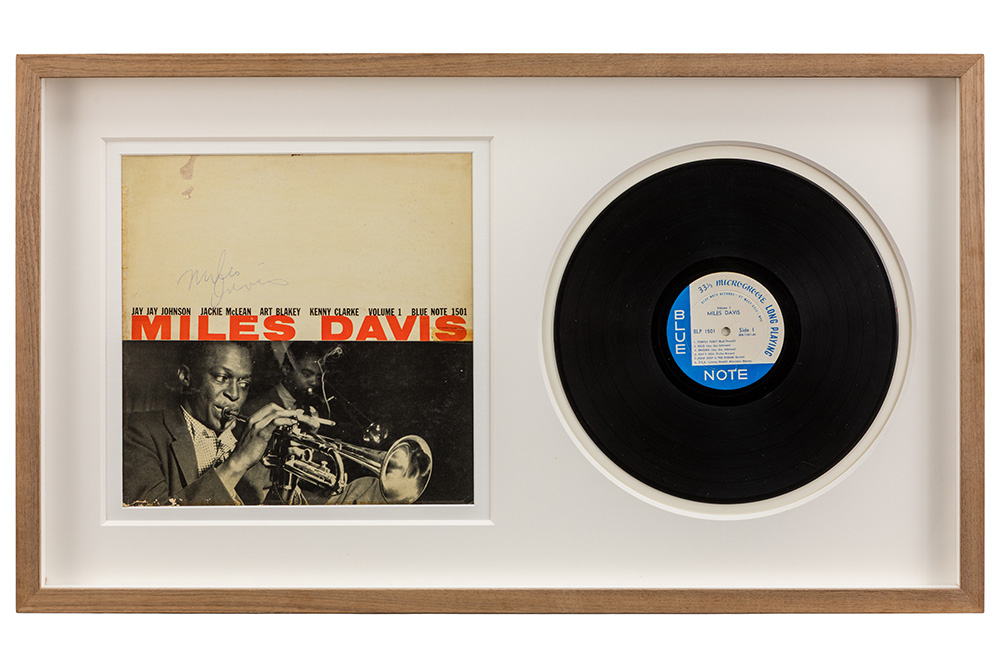 Myles
Davis
JAY JAY JOHNSON JACKIE McLEAN ART BLAKEY KENNY CLARKE VOLUME 1 BLUE NOTE 1501
MILES DAVIS
33⅓ MICROGROOVE LONG PLAYING
Volume 1
MILES DAVIS
BLP 1501 Side 1
BLUE
NOTE